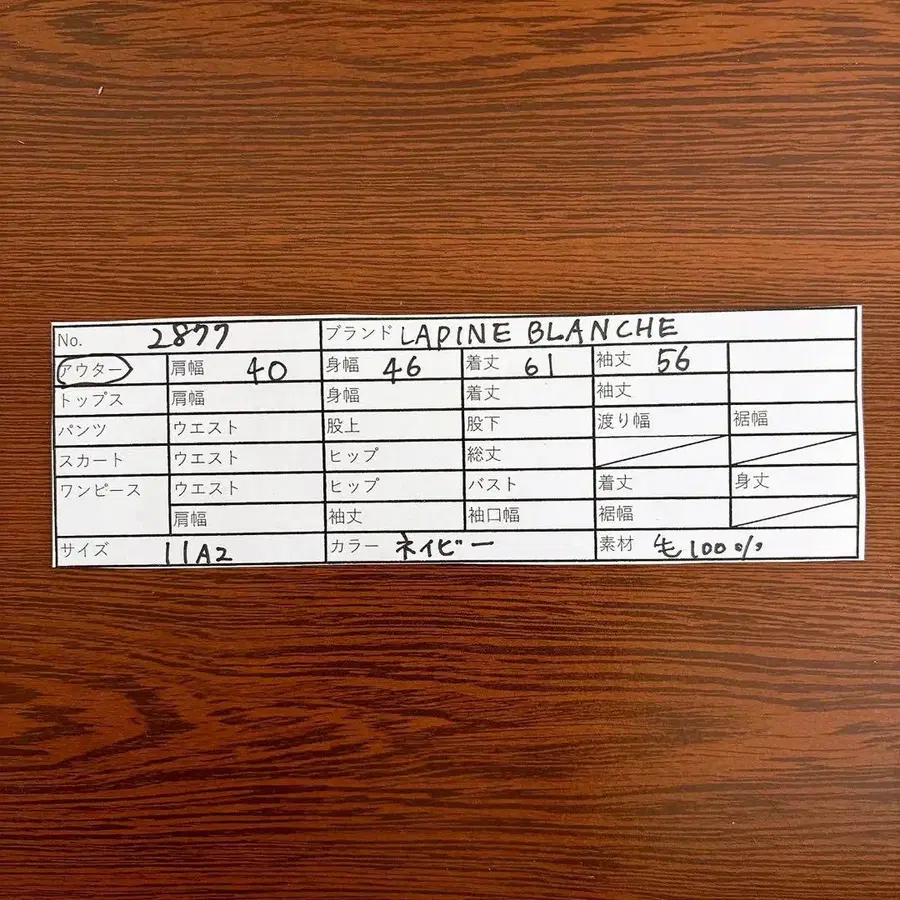 No. 2877 ブランド LAPINE BLANCHE
アウター 肩幅 40 身幅 46 着丈 61 袖丈 56
トップス 肩幅 身幅 着丈 袖丈
パンツ ウエスト 股上 股下 渡り幅 裾幅
スカート ウエスト ヒップ 総丈
ワンピース ウエスト ヒップ バスト 着丈 身丈
肩幅 袖丈 袖口幅 裾幅
サイズ 11A2 カラー ネイビー 素材 毛100%